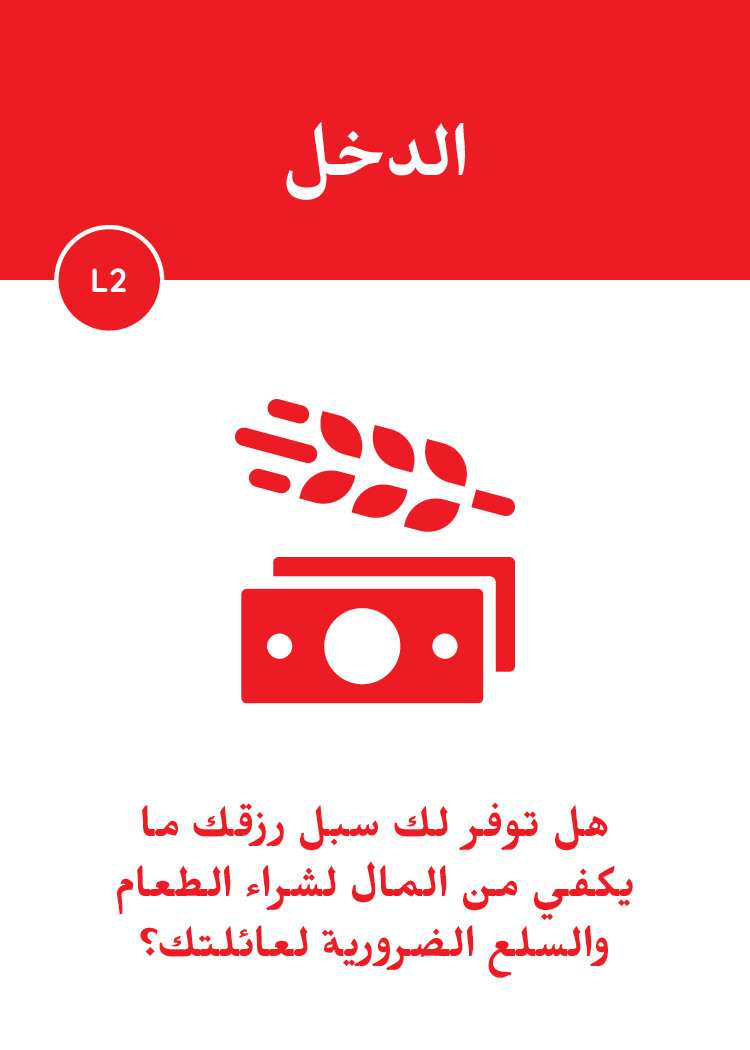 الدخل
L2
هل توفر لك سبل رزقك ما
يكفي من المال لشراء الطعام
والسلع الضرورية لعائلتك؟